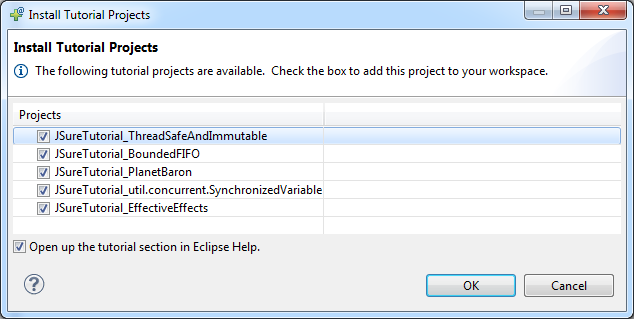 Install Tutorial Projects
Install Tutorial Projects
The following tutorial projects are available. Check the box to add this project to your workspace.
Projects
JSureTutorial_ThreadSafeAndImmutable
JSureTutorial_BoundedFIFO
JSureTutorial_PlanetBaron
JSureTutorial_util.concurrent.SynchronizedVariable
JSureTutorial_EffectiveEffects
Open up the tutorial section in Eclipse Help.
OK Cancel